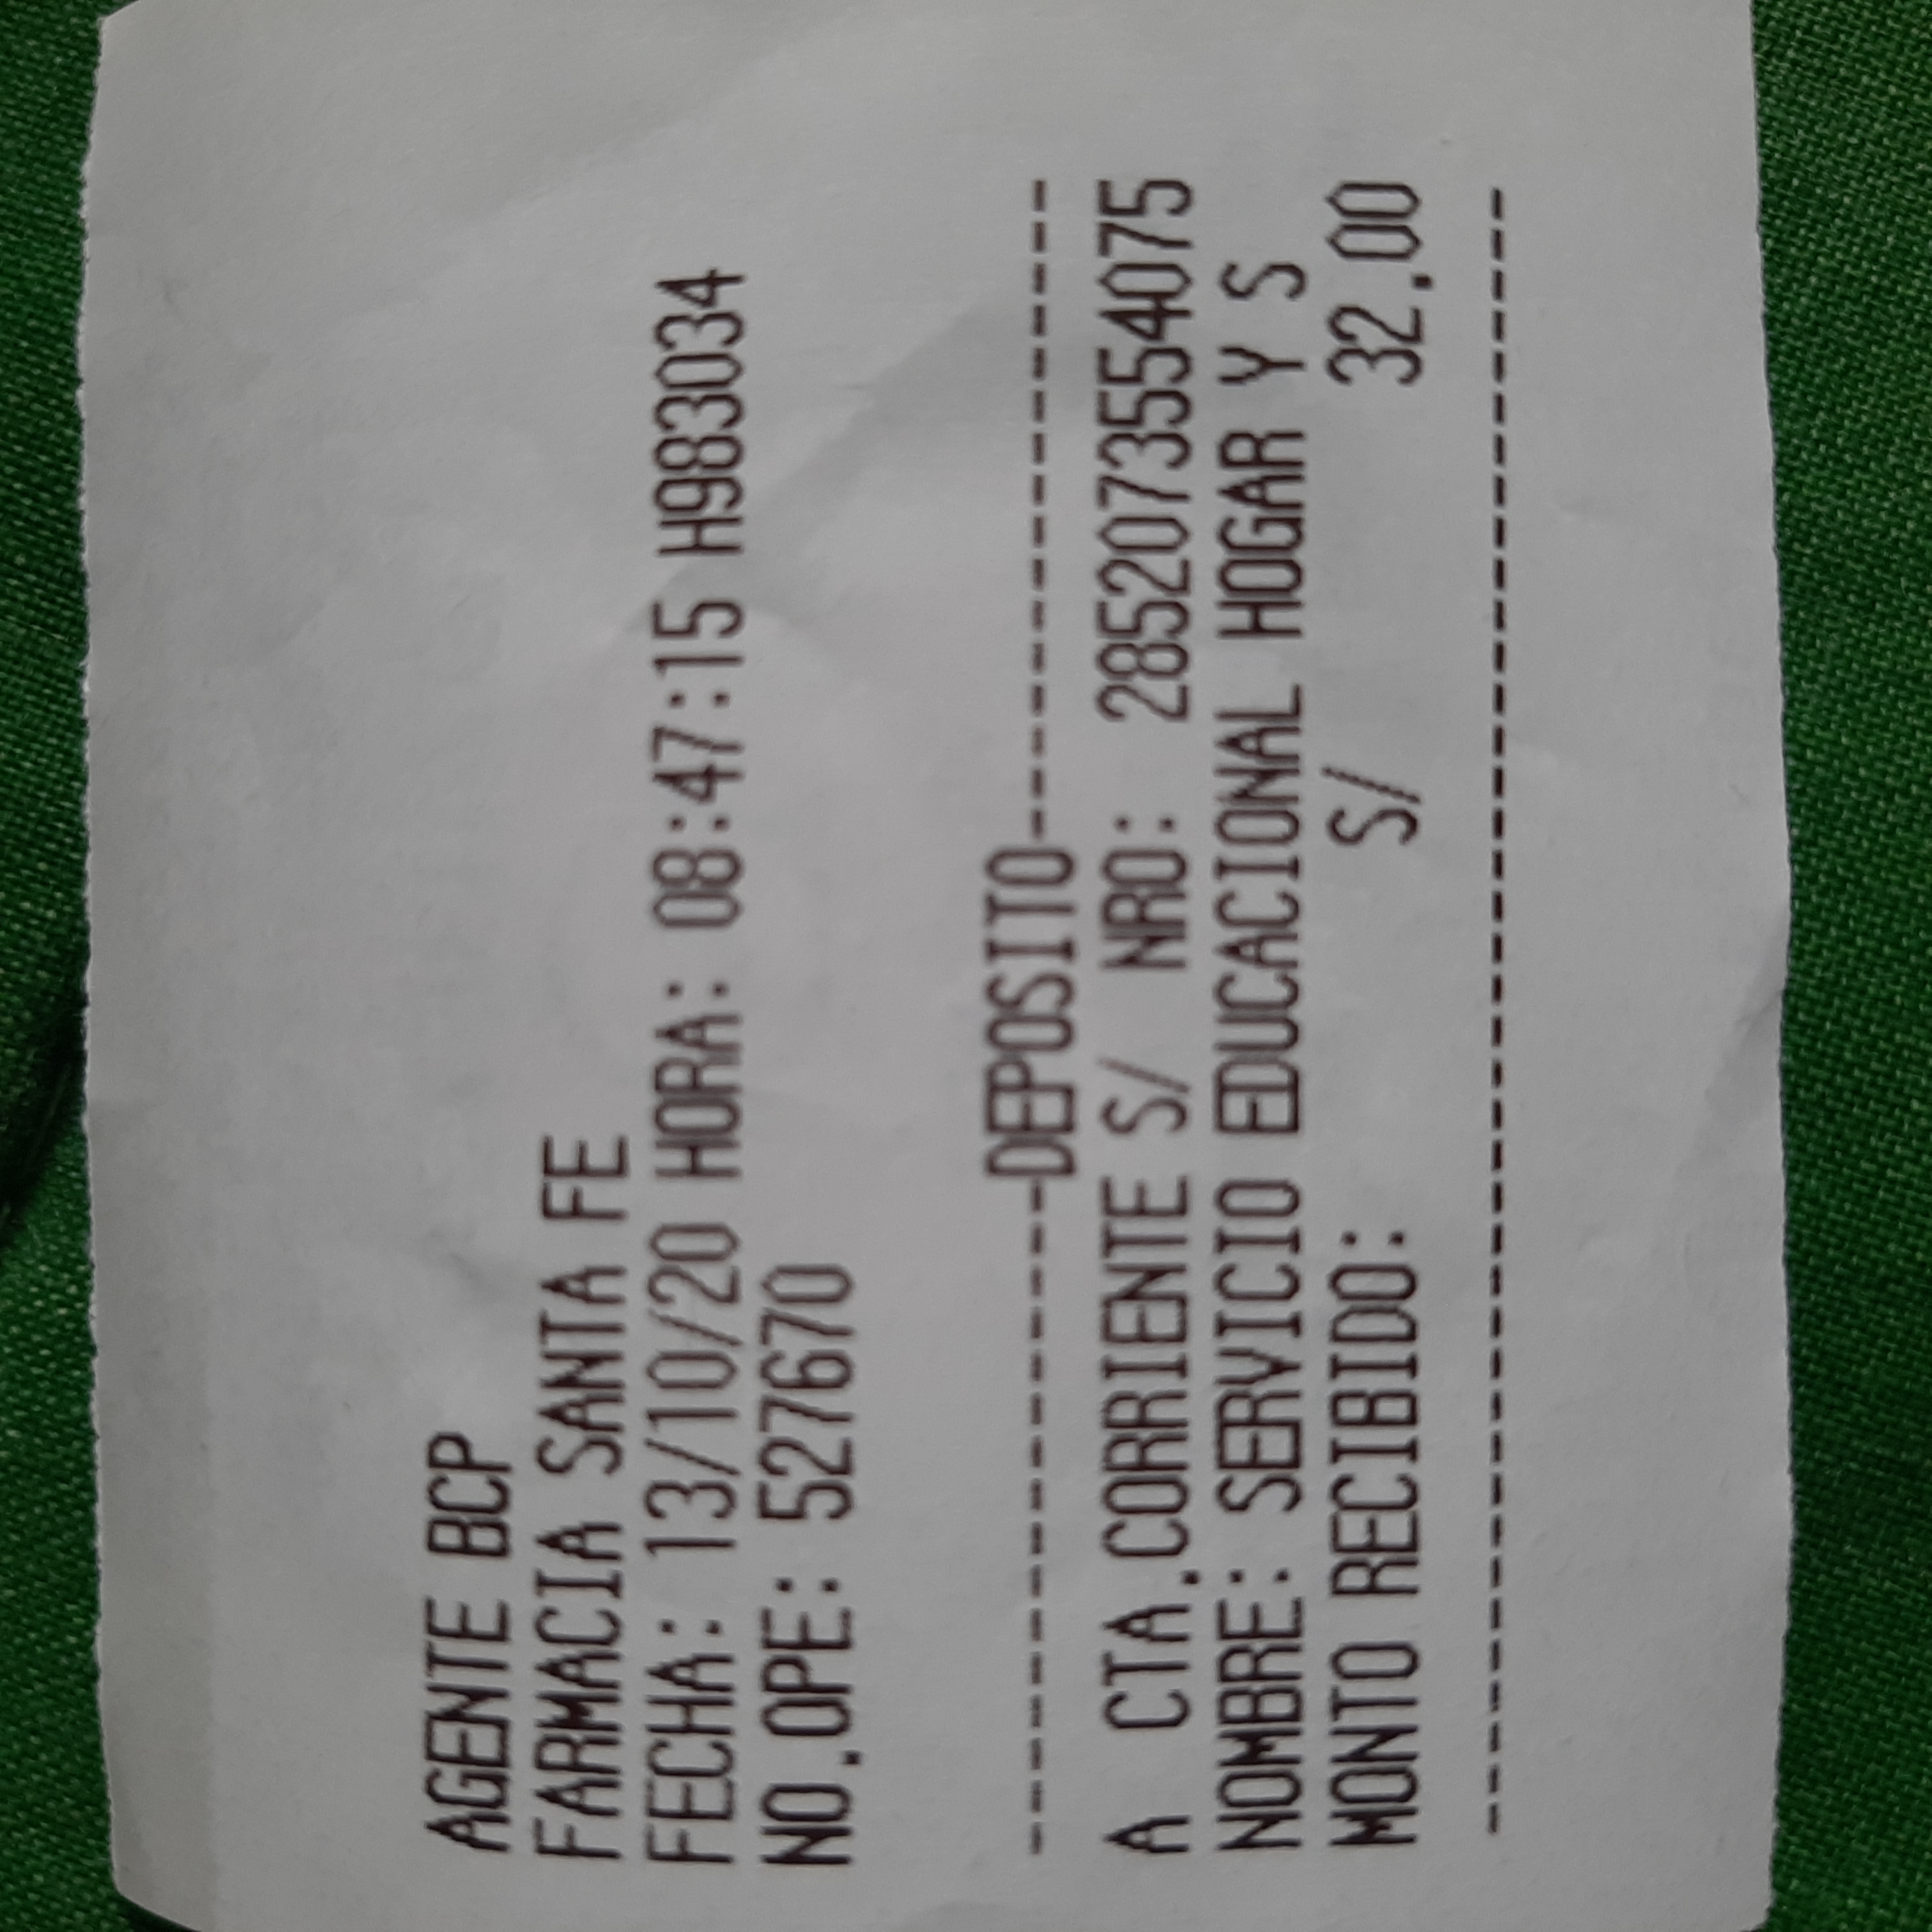 AGENTE BCP
FARMACIA SANTA FE
FECHA: 13/10/20 HORA: 08:47:15 H983034
NO.OPE: 527670
---------------DEPOSITO---------------
A CTA.CORRIENTE S/ NRO: 2852073554075
NOMBRE: SERVICIO EDUCACIONAL HOGAR Y S
MONTO RECIBIDO: S/ 32.00
--------------------------------------